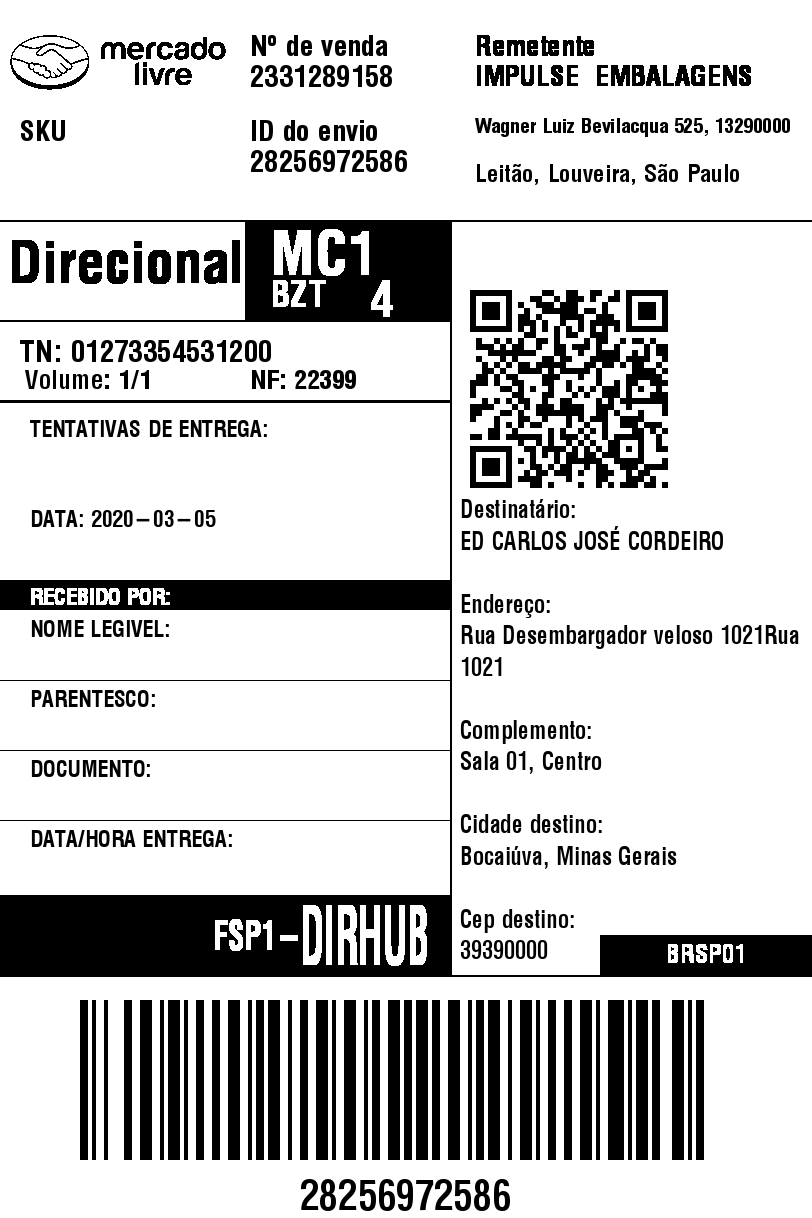 mercado
livre
Nº de venda
2331289158
Remetente
IMPULSE EMBALAGENS
SKU
ID do envio
28256972586
Wagner Luiz Bevilacqua 525, 13290000
Leitão, Louveira, São Paulo
Direcional
MC1
BZT 4
TN: 01273354531200
Volume: 1/1 NF: 22399
TENTATIVAS DE ENTREGA:
DATA: 2020-03-05
RECEBIDO POR:
NOME LEGIVEL:
PARENTESCO:
DOCUMENTO:
DATA/HORA ENTREGA:
FSP1-DIRHUB
Destinatário:
ED CARLOS JOSÉ CORDEIRO
Endereço:
Rua Desembargador veloso 1021Rua
1021
Complemento:
Sala 01, Centro
Cidade destino:
Bocaiúva, Minas Gerais
Cep destino:
39390000
BRSP01
28256972586